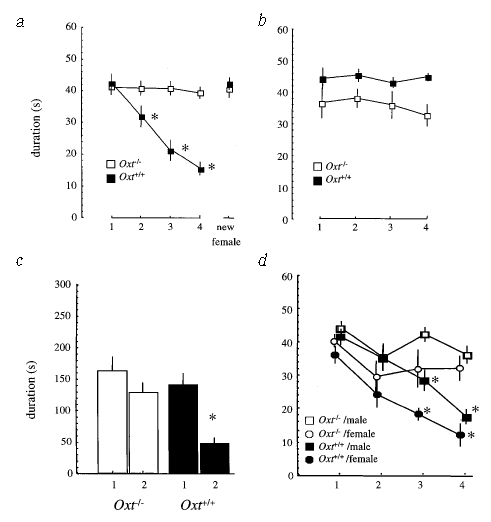 a
60
50
40
30
20
10
0
duration (s)
*
*
*
Oxt-/-
Oxt+/+
1 2 3 4 new
female
b
60
50
40
30
20
10
0
Oxt-/-
Oxt+/+
1 2 3 4
c
300
250
200
150
100
50
0
duration (s)
*
1 2 1 2
Oxt-/- Oxt+/+
d
60
50
40
30
20
10
0
*
*
*
*
Oxt-/- /male
Oxt-/- /female
Oxt+/+ /male
Oxt+/+ /female
1 2 3 4